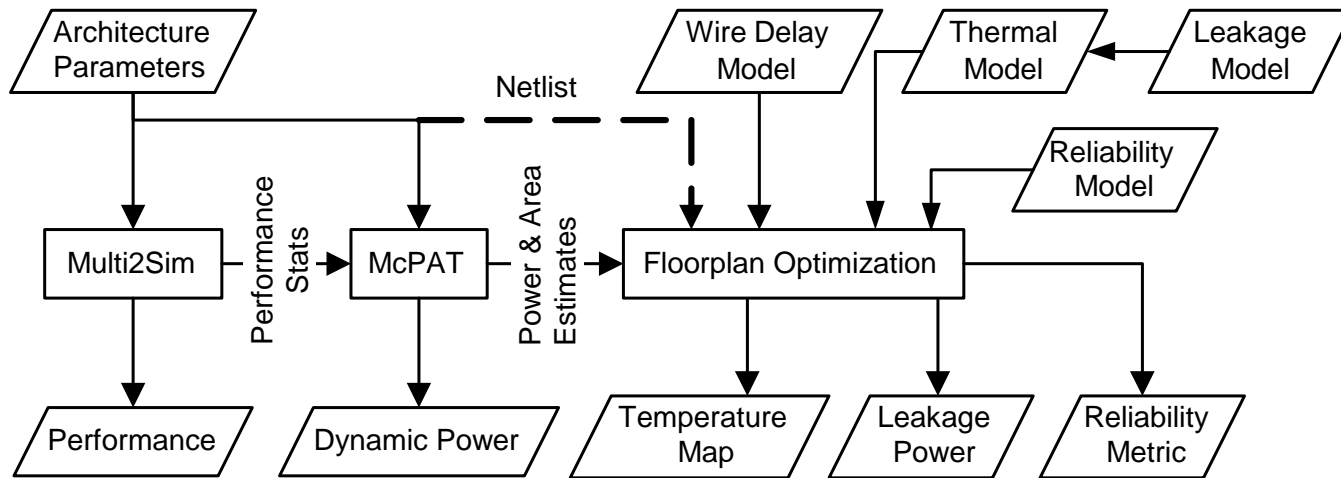 Architecture
Parameters
Wire Delay
Model
Thermal
Model
Leakage
Model
Netlist
Reliability
Model
Multi2Sim
Performance
Stats
McPAT
Power & Area
Estimates
Floorplan Optimization
Performance
Dynamic Power
Temperature
Map
Leakage
Power
Reliability
Metric